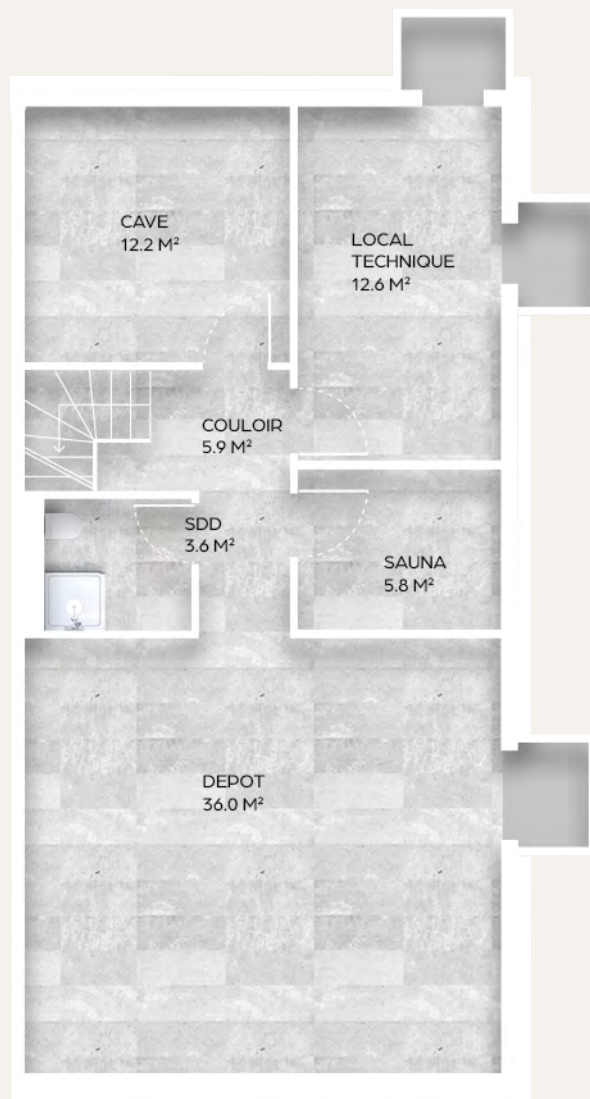 CAVE
12.2 M²
LOCAL
TECHNIQUE
12.6 M²
COULOIR
5.9 M²
SDD
3.6 M²
SAUNA
5.8 M²
DEPOT
36.0 M²